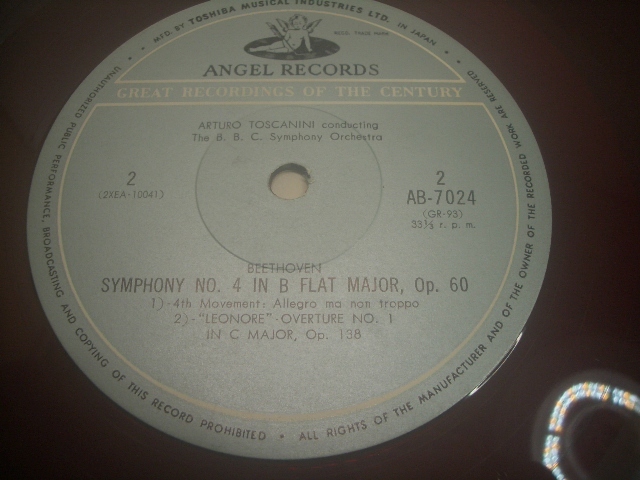 MFD. BY TOSHIBA MUSICAL INDUSTRIES LTD. IN JAPAN
REGD. TRADE MARK
ANGEL RECORDS
GREAT RECORDINGS OF THE CENTURY
ARTURO TOSCANINI conducting
The B. B. C. Symphony Orchestra
2
(2XEA-10041)
2
AB-7024
(GR-93)
33⅓ r. p. m.
BEETHOVEN
SYMPHONY NO. 4 IN B FLAT MAJOR, Op. 60
1)-4th Movement: Allegro ma non troppo
2)-"LEONORE"-OVERTURE NO. 1
IN C MAJOR, Op. 138
UNAUTHORIZED PUBLIC PERFORMANCE, BROADCASTING AND COPYING OF THIS RECORD PROHIBITED • ALL RIGHTS OF THE MANUFACTURER AND OF THE OWNER OF THE RECORDED WORK ARE RESERVED